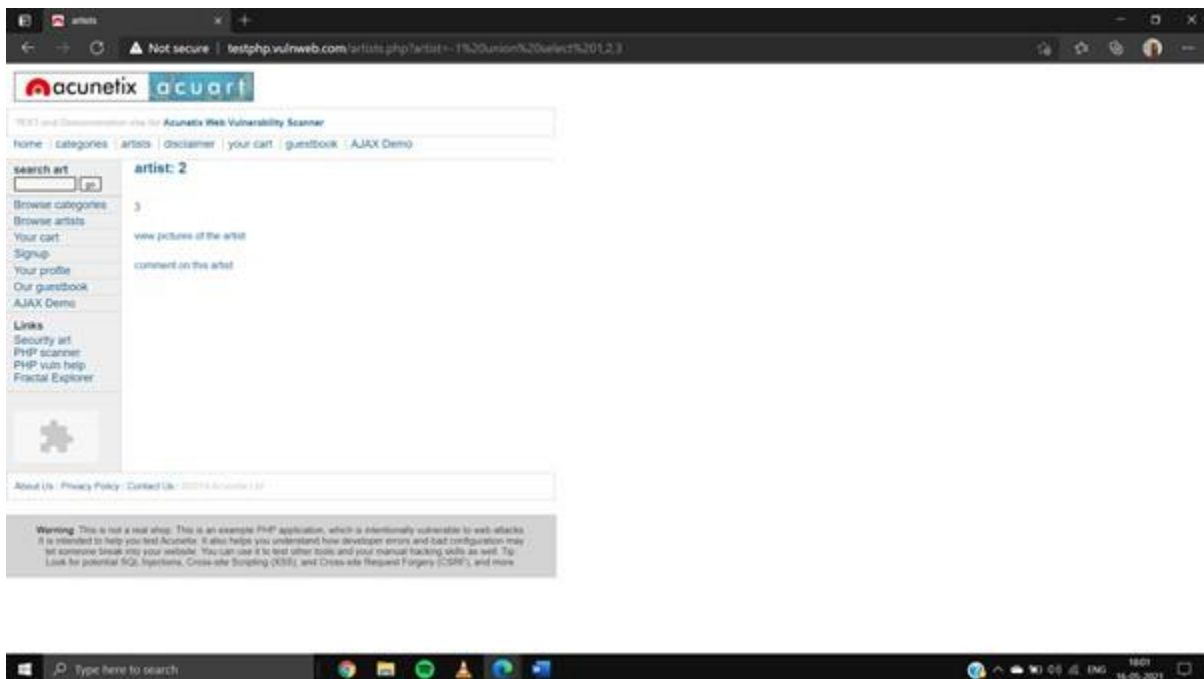 artists
Not secure testphp.vulnweb.com/artists.php?artist=-1%20union%20select%201,2,3
acunetix acuart
TEST and Demonstration site for Acunetix Web Vulnerability Scanner
home categories artists disclaimer your cart guestbook AJAX Demo
search art
go
Browse categories
Browse artists
Your cart
Signup
Your profile
Our guestbook
AJAX Demo
Links
Security art
PHP scanner
PHP vuln help
Fractal Explorer
artist: 2
3
view pictures of the artist
comment on this artist
About Us Privacy Policy Contact Us Acunetix Ltd
Warning: This is not a real shop. This is an example PHP application, which is intentionally vulnerable to web attacks.
It is intended to help you test Acunetix. It also helps you understand how developer errors and bad configuration may
let someone break into your website. You can use it to test other tools and your manual hacking skills as well. Tip:
Look for potential SQL Injections, Cross-site Scripting (XSS), and Cross-site Request Forgery (CSRF), and more.
Type here to search
ENG
18:01
16-05-2021